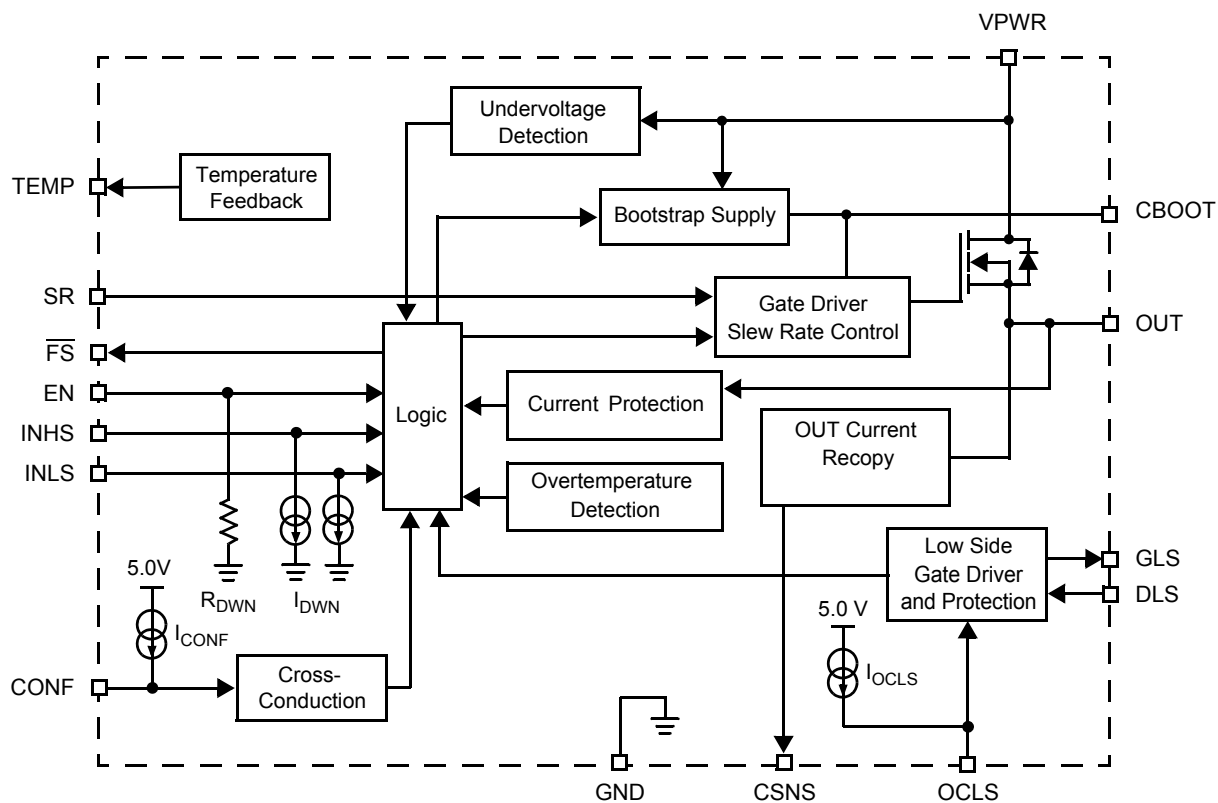 VPWR
Undervoltage
Detection
TEMP
Temperature
Feedback
Bootstrap Supply
CBOOT
SR
Gate Driver
Slew Rate Control
OUT
FS
EN
Logic
Current Protection
INHS
OUT Current
Recopy
INLS
Overtemperature
Detection
Low Side
Gate Driver
and Protection
GLS
DLS
5.0V
RDWN
IDWN
5.0 V
ICONF
IOCLS
CONF
Cross-
Conduction
GND
CSNS
OCLS